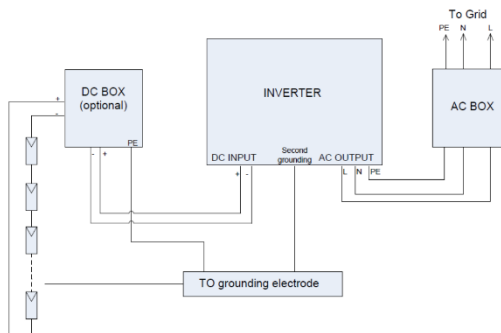 To Grid
PE N L
DC BOX
(optional)
+
-
PE
- +
INVERTER
DC INPUT
Second
grounding
AC OUTPUT
+ -
L N PE
AC BOX
TO grounding electrode